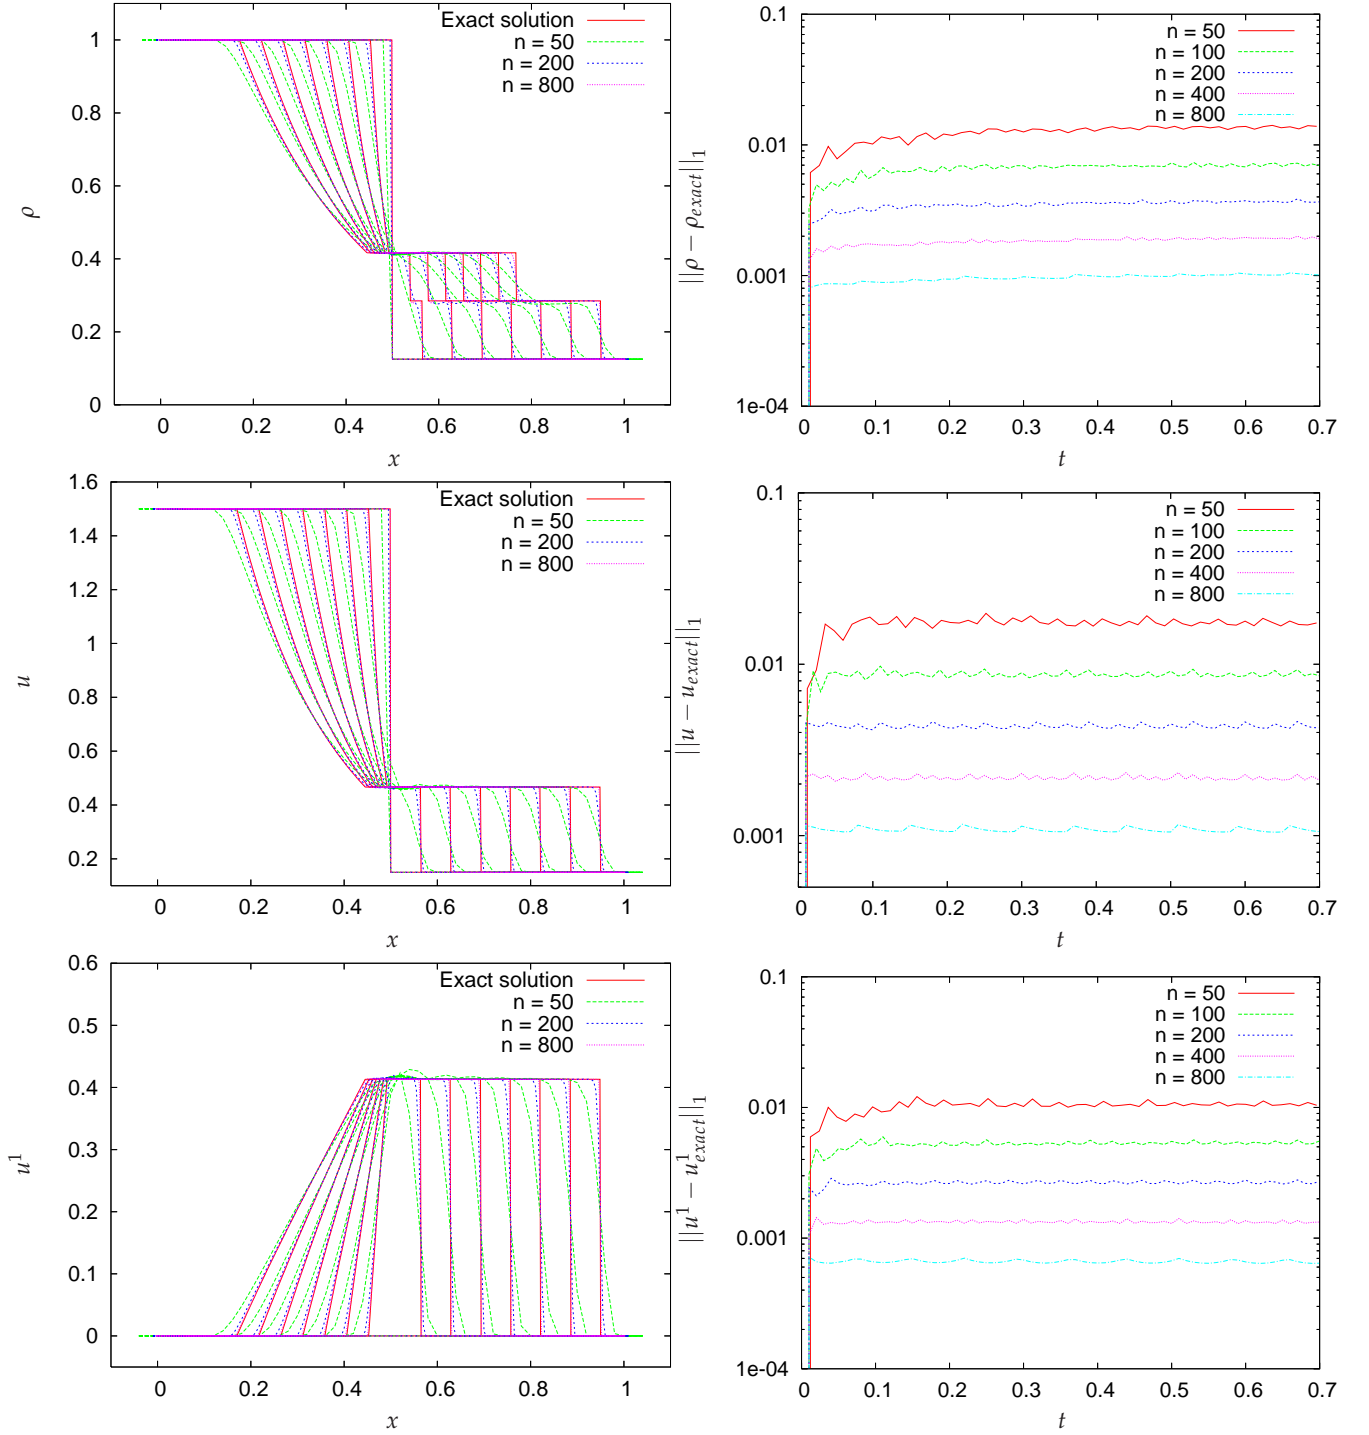 Exact solution
n = 50
n = 200
n = 800
1
0.8
0.6
0.4
0.2
0
ρ
0 0.2 0.4 0.6 0.8 1
x
n = 50
n = 100
n = 200
n = 400
n = 800
0.1
0.01
0.001
1e-04
||ρ − ρ_exact||_1
0 0.1 0.2 0.3 0.4 0.5 0.6 0.7
t
Exact solution
n = 50
n = 200
n = 800
1.6
1.4
1.2
1
0.8
0.6
0.4
0.2
u
0 0.2 0.4 0.6 0.8 1
x
n = 50
n = 100
n = 200
n = 400
n = 800
0.1
0.01
0.001
||u − u_exact||_1
0 0.1 0.2 0.3 0.4 0.5 0.6 0.7
t
Exact solution
n = 50
n = 200
n = 800
0.6
0.5
0.4
0.3
0.2
0.1
0
u^1
0 0.2 0.4 0.6 0.8 1
x
n = 50
n = 100
n = 200
n = 400
n = 800
0.1
0.01
0.001
1e-04
||u^1 − u^1_exact||_1
0 0.1 0.2 0.3 0.4 0.5 0.6 0.7
t